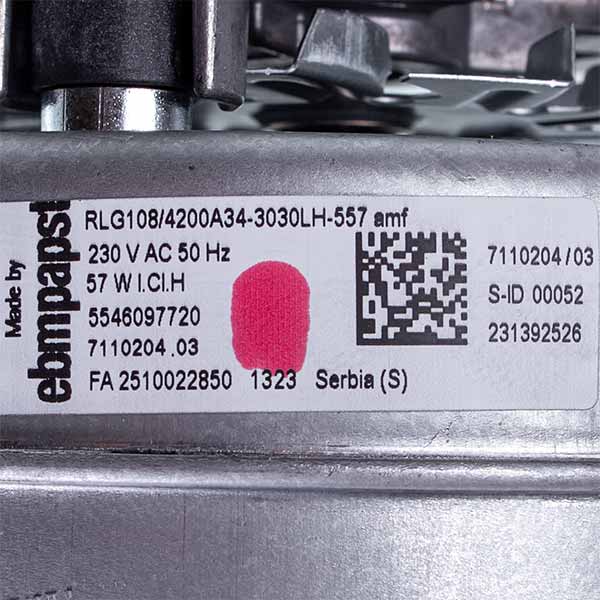 Made by
ebmpapst
RLG108/4200A34-3030LH-557 amf
230 V AC 50 Hz
57 W I.Cl.H
5546097720
7110204.03
FA 2510022850 1323 Serbia (S)
7110204/03
S-ID 00052
231392526